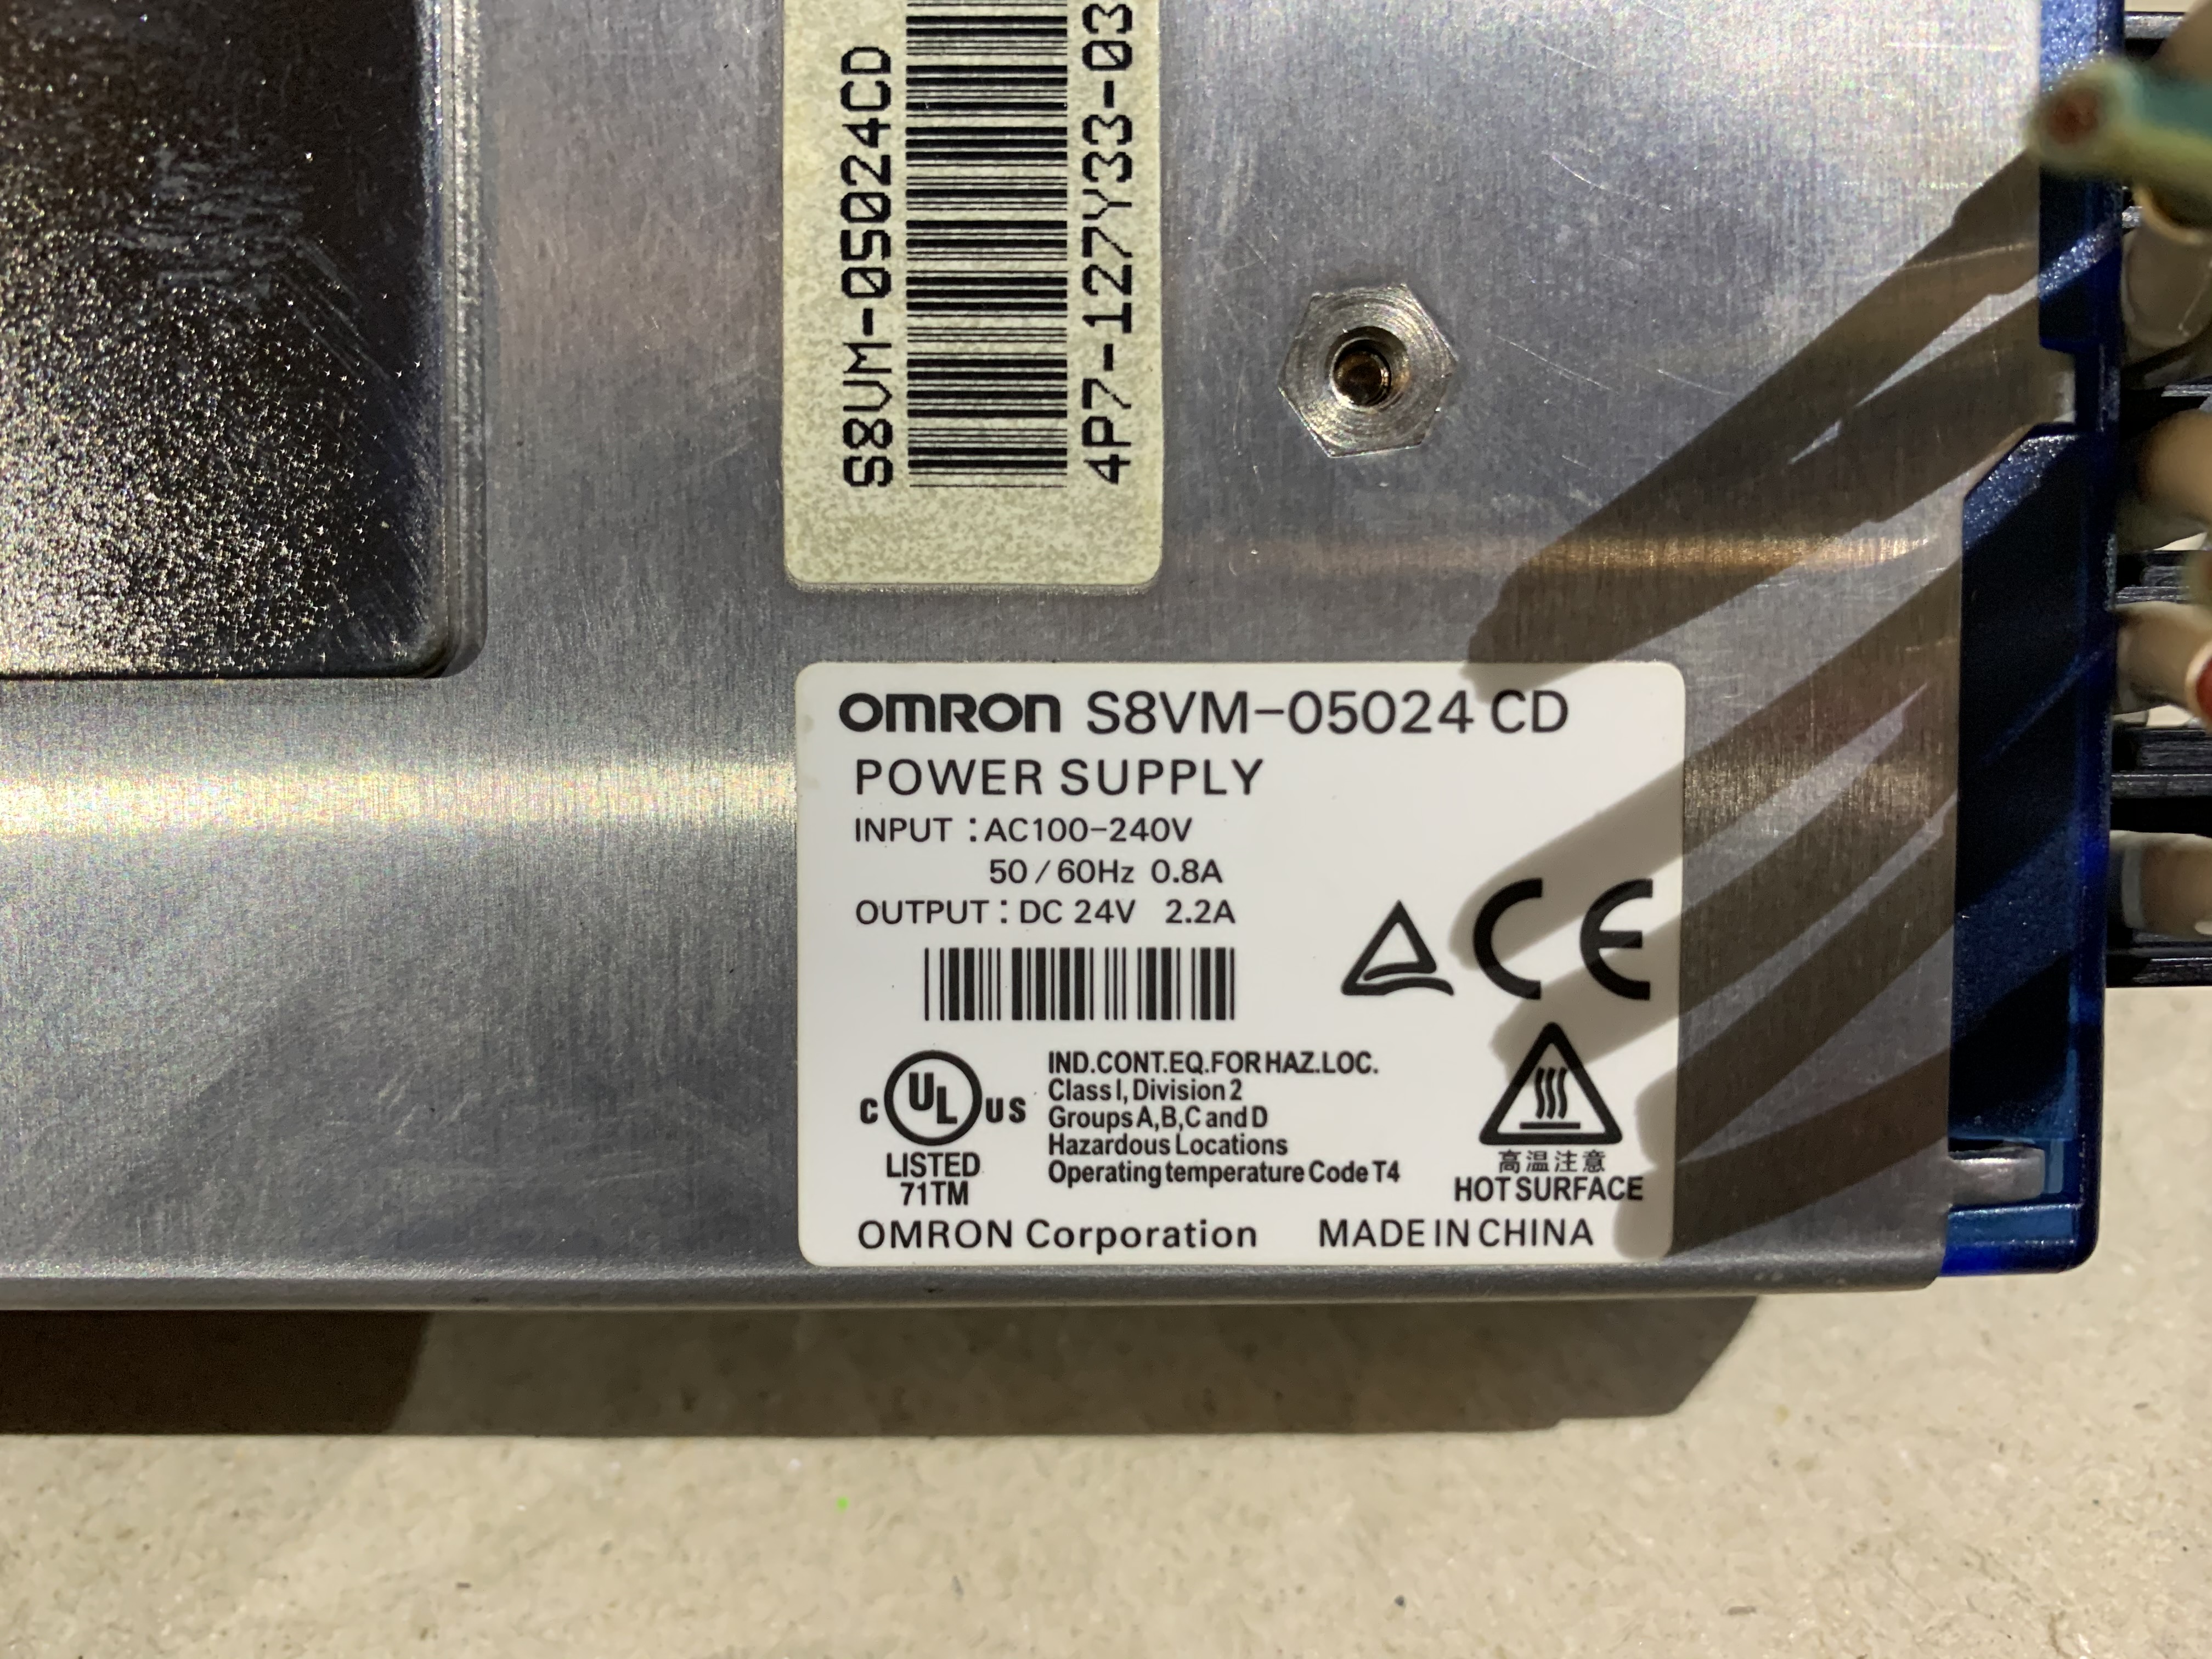 S8VM-05024CD
4P7-127Y33-03
OMRON S8VM-05024 CD
POWER SUPPLY
INPUT : AC100-240V
50 / 60Hz 0.8A
OUTPUT : DC 24V 2.2A
CE
C UL US
LISTED
71TM
IND.CONT.EQ.FOR HAZ.LOC.
Class I, Division 2
Groups A,B,C and D
Hazardous Locations
Operating temperature Code T4
高温注意
HOT SURFACE
OMRON Corporation MADE IN CHINA